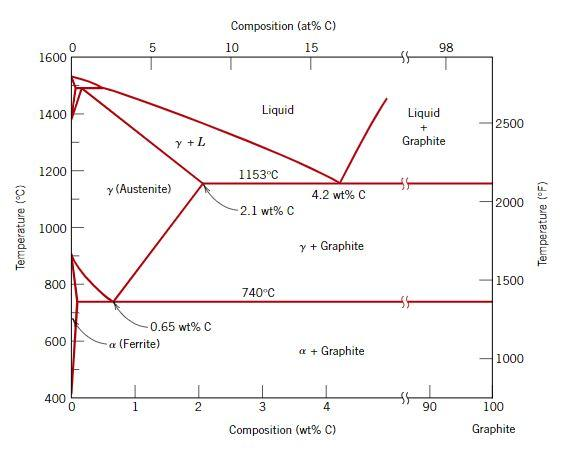 Composition (at% C)
0 5 10 15 98
1600
1400
1200
1000
800
600
400
Temperature (°C)
2500
2000
1500
1000
Temperature (°F)
Liquid
Liquid
+
Graphite
γ + L
1153°C
γ (Austenite)
4.2 wt% C
2.1 wt% C
γ + Graphite
740°C
0.65 wt% C
α (Ferrite)
α + Graphite
0 1 2 3 4 90 100
Composition (wt% C)
Graphite